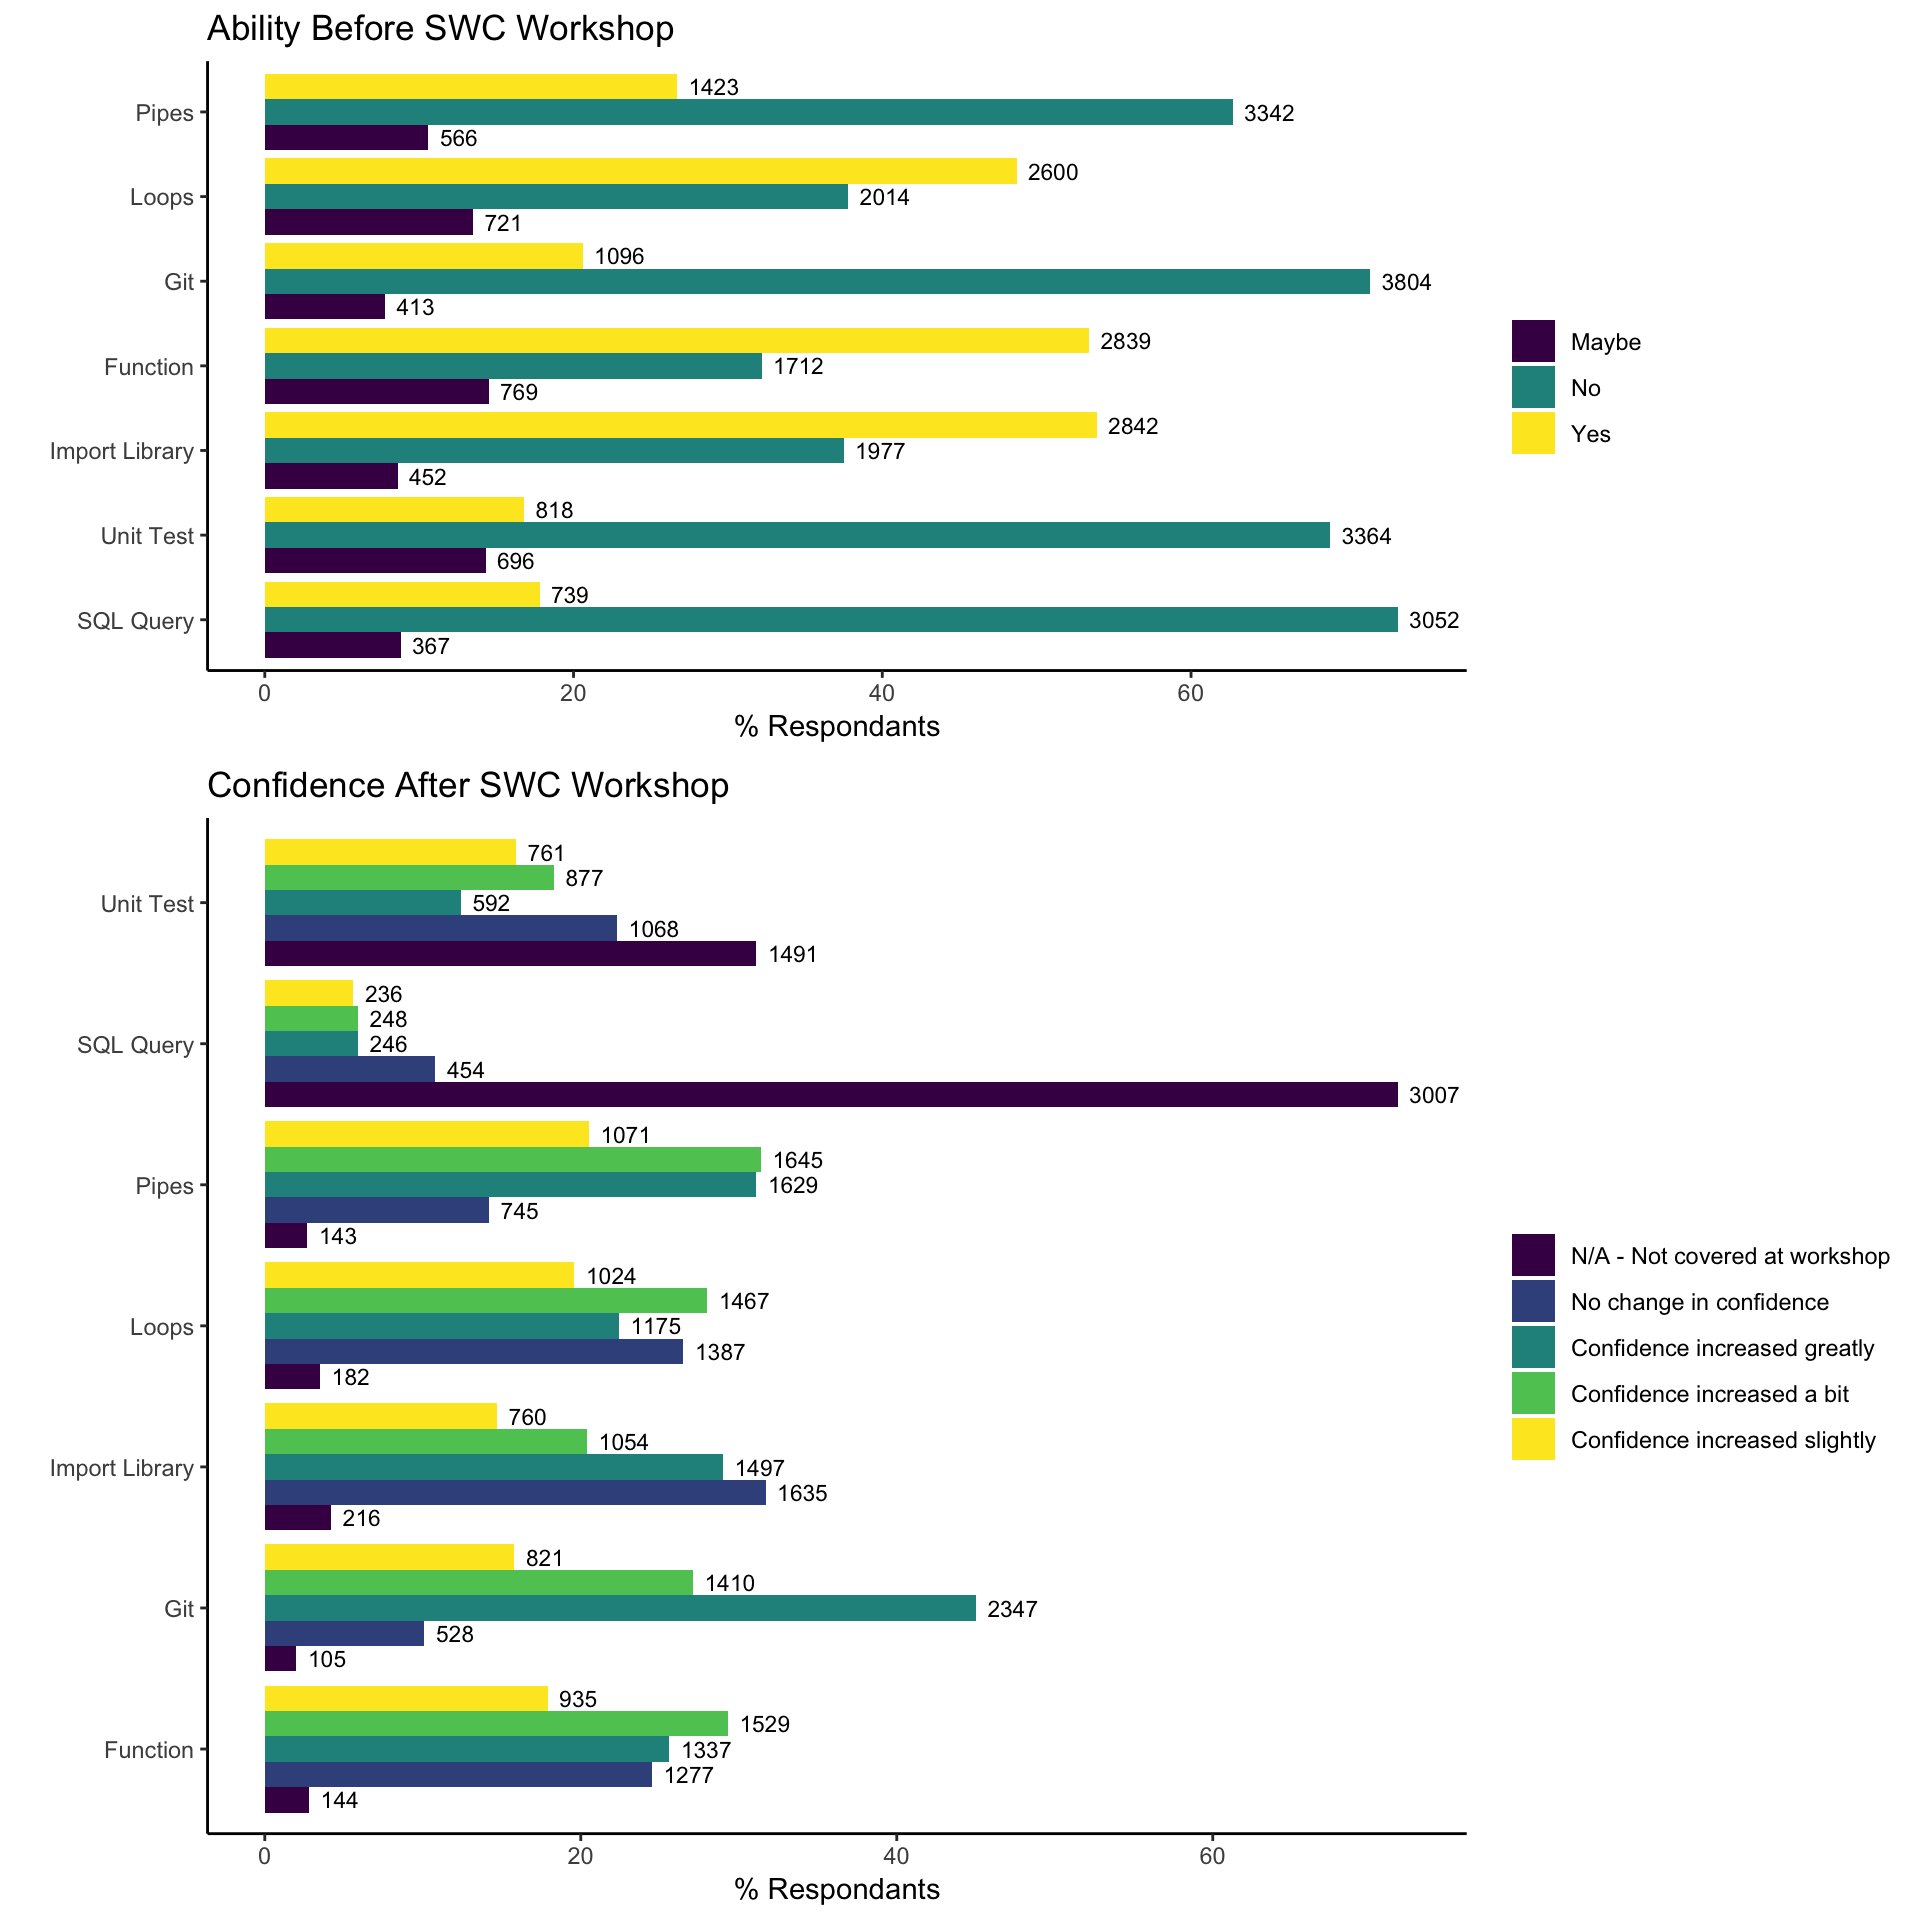 Ability Before SWC Workshop
1423
Pipes
3342
566
2600
Loops
2014
721
1096
Git
3804
413
2839
Function
1712
769
2842
Import Library
1977
452
818
Unit Test
3364
696
739
SQL Query
3052
367
0 20 40 60
% Respondants
Maybe
No
Yes
Confidence After SWC Workshop
761
877
Unit Test
592
1068
1491
236
248
SQL Query
246
454
3007
1071
1645
Pipes
1629
745
143
1024
1467
Loops
1175
1387
182
760
1054
Import Library
1497
1635
216
821
1410
Git
2347
528
105
935
1529
Function
1337
1277
144
0 20 40 60
% Respondants
N/A - Not covered at workshop
No change in confidence
Confidence increased greatly
Confidence increased a bit
Confidence increased slightly